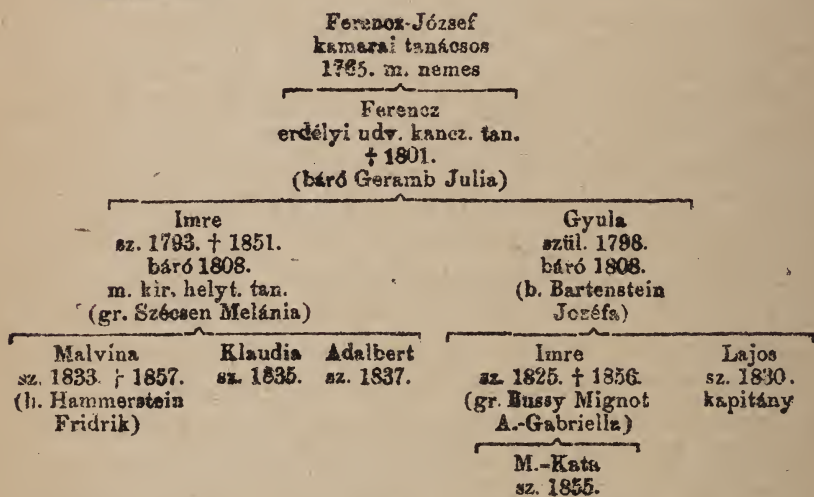 Ferencz-József
kamarai tanácsos
1765. m. nemes
Ferencz
erdélyi udv. kancz. tan.
† 1801.
(báró Geramb Julia)
Imre
sz. 1793. † 1851.
báró 1808.
m. kir. helyt. tan.
(gr. Szécsen Melánia)
Gyula
szül. 1798.
báró 1808.
(b. Bartenstein
Jozéfa)
Malvína
sz. 1833. † 1857.
(h. Hammerstein
Fridrik)
Klaudia
sz. 1835.
Adalbert
sz. 1837.
Imre
sz. 1825. † 1856.
(gr. Bussy Mignot
A.-Gabriella)
Lajos
sz. 1830.
kapitány
M.-Kata
sz. 1855.